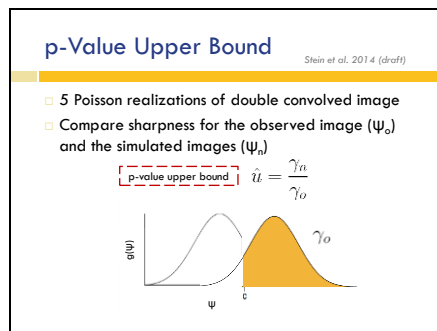 p-Value Upper Bound
Stein et al. 2014 (draft)
5 Poisson realizations of double convolved image
Compare sharpness for the observed image (Ψo)
and the simulated images (Ψn)
p-value upper bound û = γn / γo
γo
g(Ψ)
Ψ
c